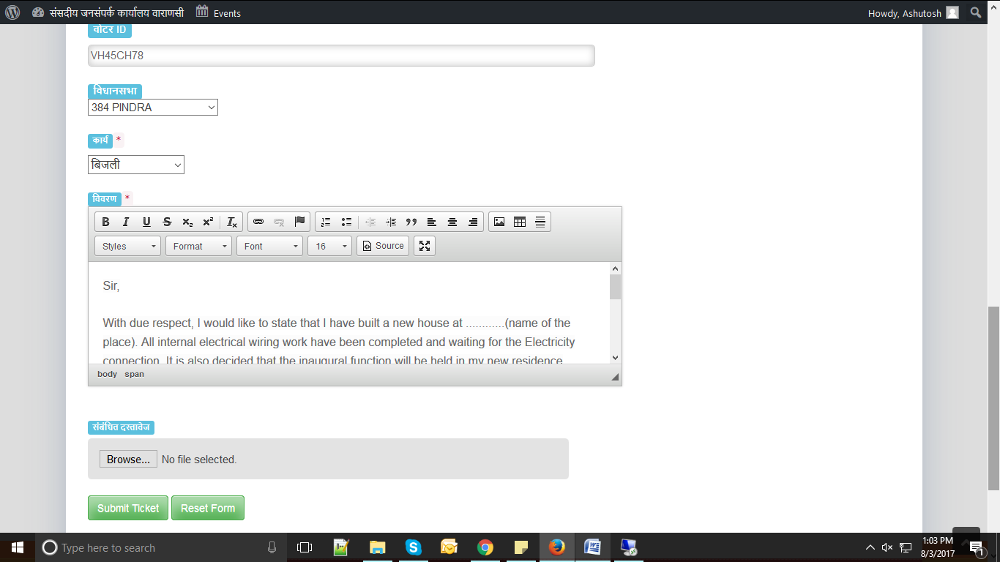 संसदीय जनसंपर्क कार्यालय वाराणसी Events Howdy, Ashutosh
वोटर ID
VH45CH78
विधानसभा
384 PINDRA
कार्य *
बिजली
विवरण *
B I U S x₂ x² Tx
Styles Format Font 16 Source
Sir,
With due respect, I would like to state that I have built a new house at ............(name of the
place). All internal electrical wiring work have been completed and waiting for the Electricity
connection. It is also decided that the inaugural function will be held in my new residence
body span
संबंधित दस्तावेज
Browse... No file selected.
Submit Ticket Reset Form
Type here to search
1:03 PM
8/3/2017
1